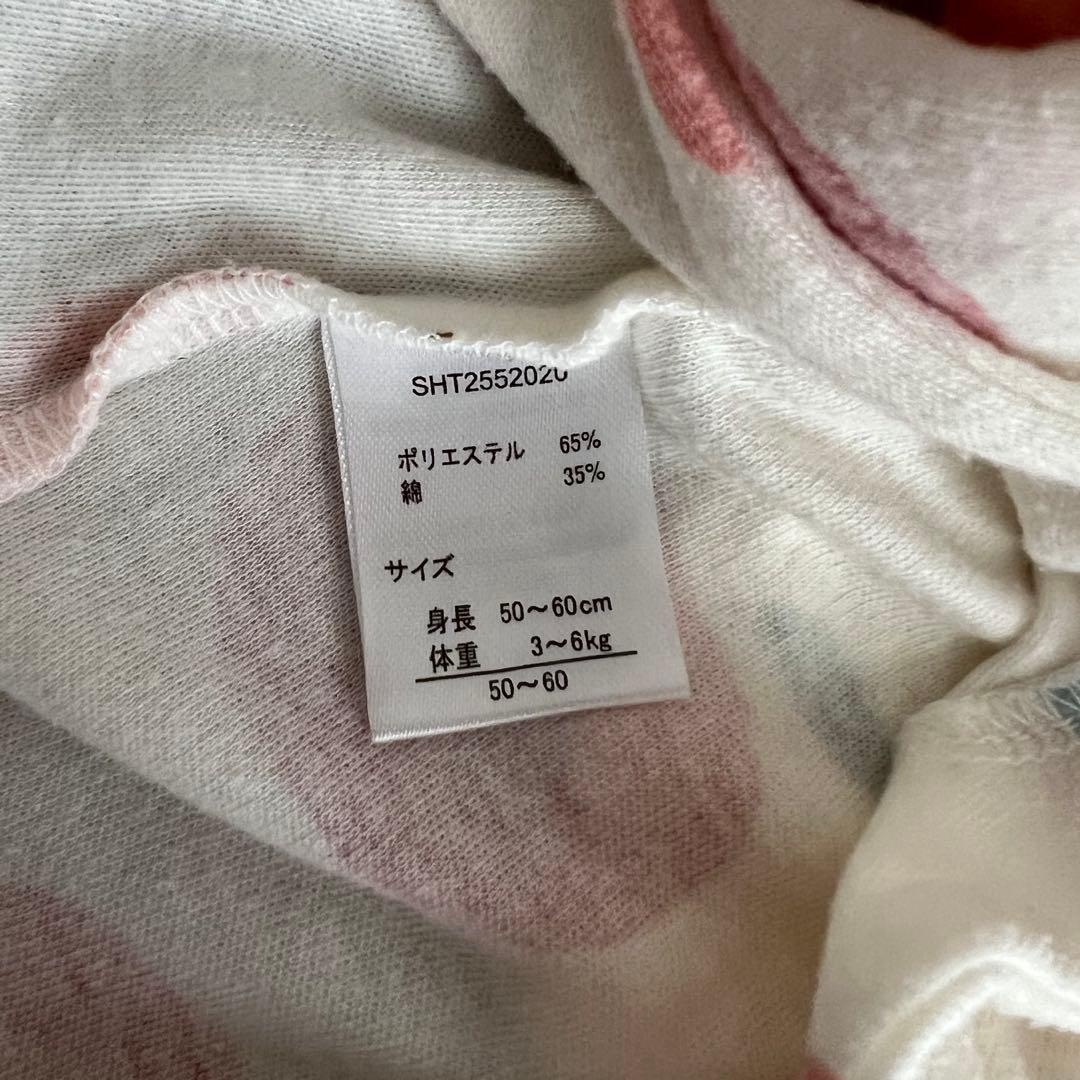 SHT2552020
ポリエステル 65%
綿 35%
サイズ
身長 50～60cm
体重 3～6kg
50～60